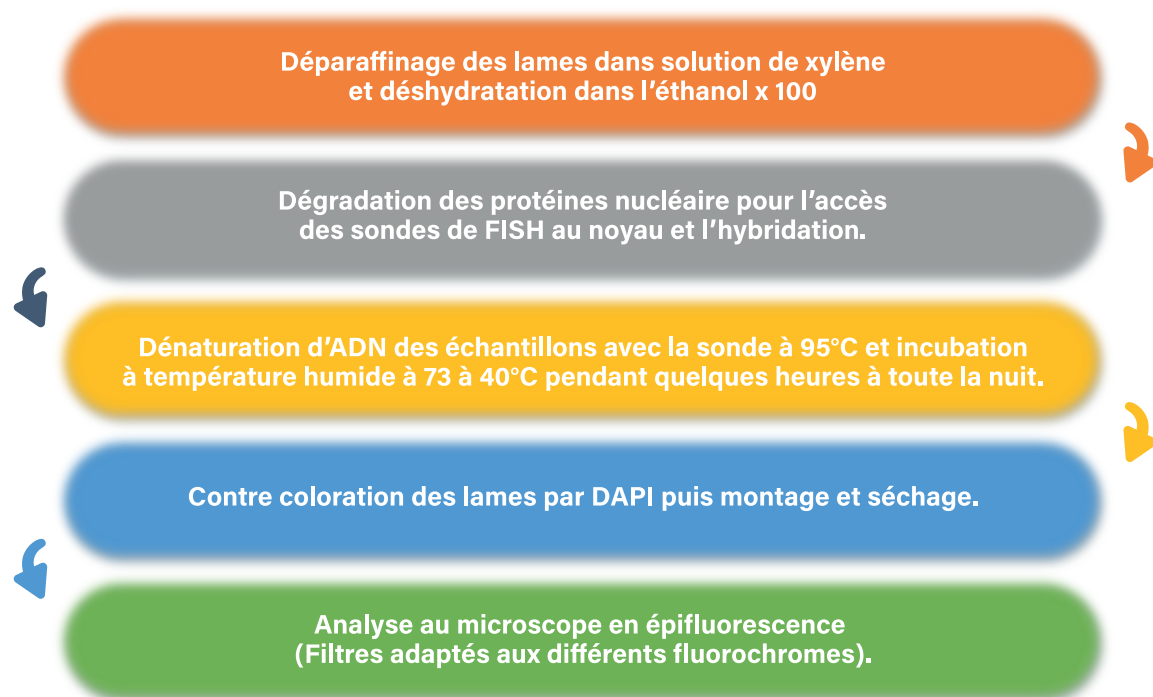 Déparaffinage des lames dans solution de xylène
et déshydratation dans l'éthanol x 100
Dégradation des protéines nucléaire pour l'accès
des sondes de FISH au noyau et l'hybridation.
Dénaturation d'ADN des échantillons avec la sonde à 95°C et incubation
à température humide à 73 à 40°C pendant quelques heures à toute la nuit.
Contre coloration des lames par DAPI puis montage et séchage.
Analyse au microscope en épifluorescence
(Filtres adaptés aux différents fluorochromes).